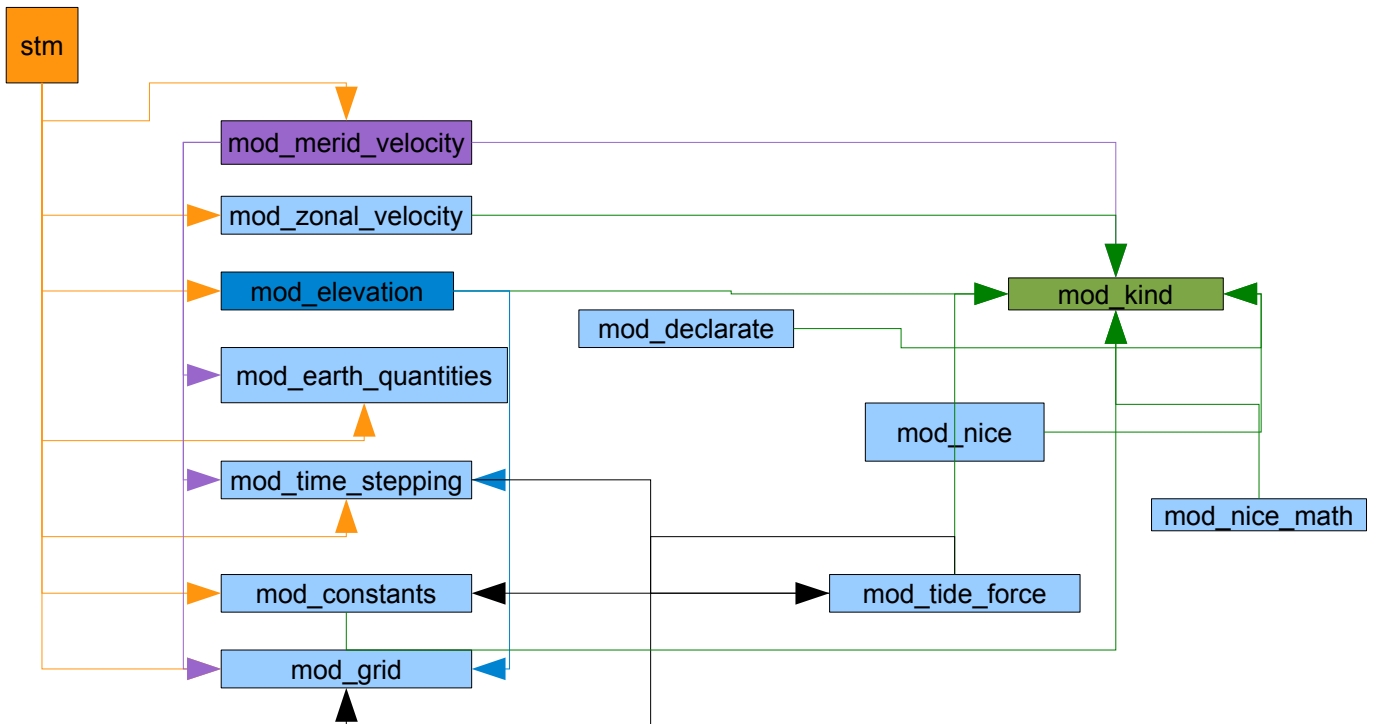 stm
mod_merid_velocity
mod_zonal_velocity
mod_elevation
mod_kind
mod_declarate
mod_earth_quantities
mod_nice
mod_time_stepping
mod_nice_math
mod_constants
mod_tide_force
mod_grid